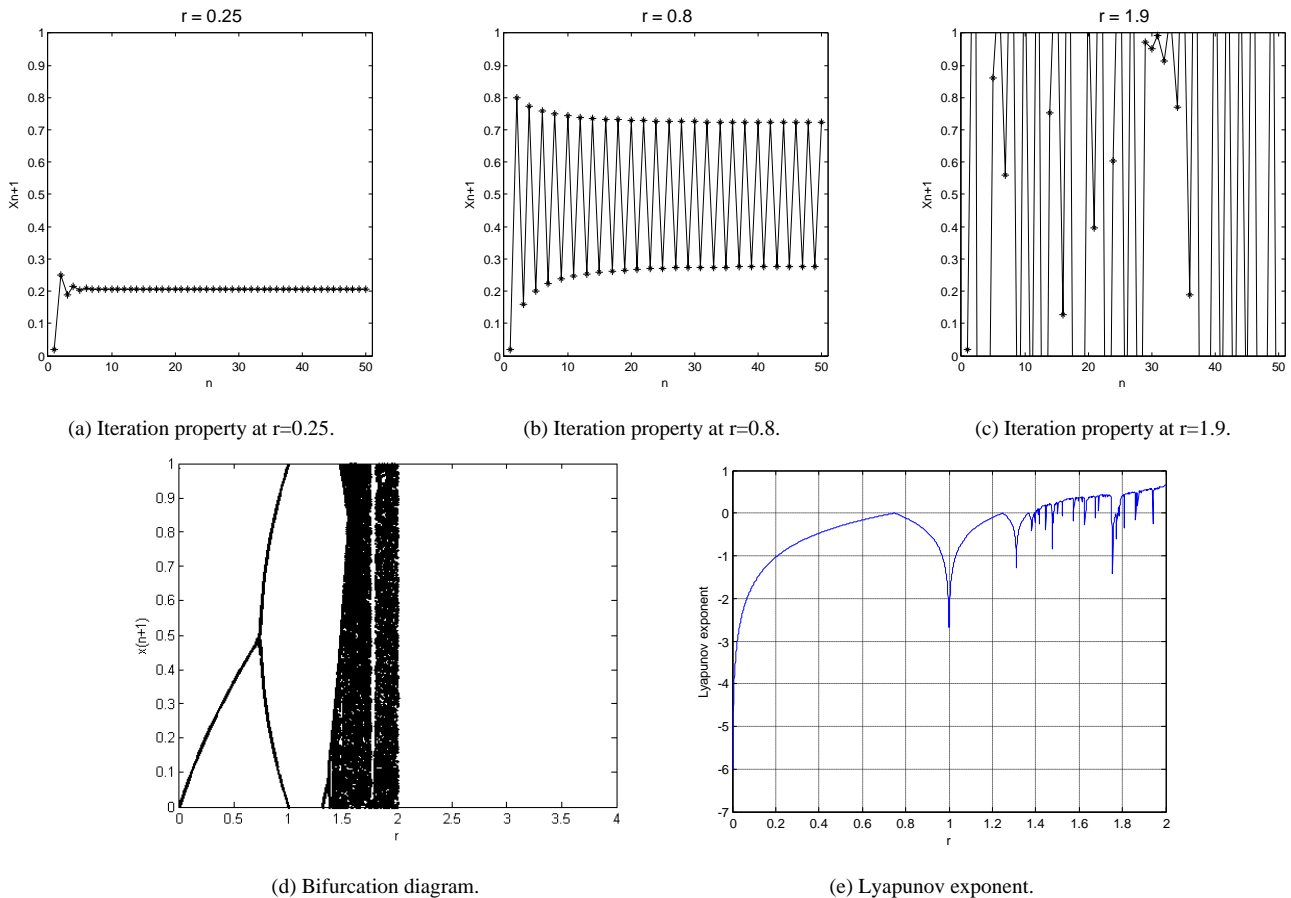 r = 0.25
1
0.9
0.8
0.7
0.6
0.5
0.4
0.3
0.2
0.1
0
Xn+1
0 10 20 30 40 50
n
(a) Iteration property at r=0.25.
r = 0.8
1
0.9
0.8
0.7
0.6
0.5
0.4
0.3
0.2
0.1
0
Xn+1
0 10 20 30 40 50
n
(b) Iteration property at r=0.8.
r = 1.9
1
0.9
0.8
0.7
0.6
0.5
0.4
0.3
0.2
0.1
0
Xn+1
0 10 20 30 40 50
n
(c) Iteration property at r=1.9.
1
0.9
0.8
0.7
0.6
0.5
0.4
0.3
0.2
0.1
0
x(n+1)
0 0.5 1 1.5 2 2.5 3 3.5 4
r
(d) Bifurcation diagram.
1
0
-1
-2
-3
-4
-5
-6
-7
Lyapunov exponent
0 0.2 0.4 0.6 0.8 1 1.2 1.4 1.6 1.8 2
r
(e) Lyapunov exponent.